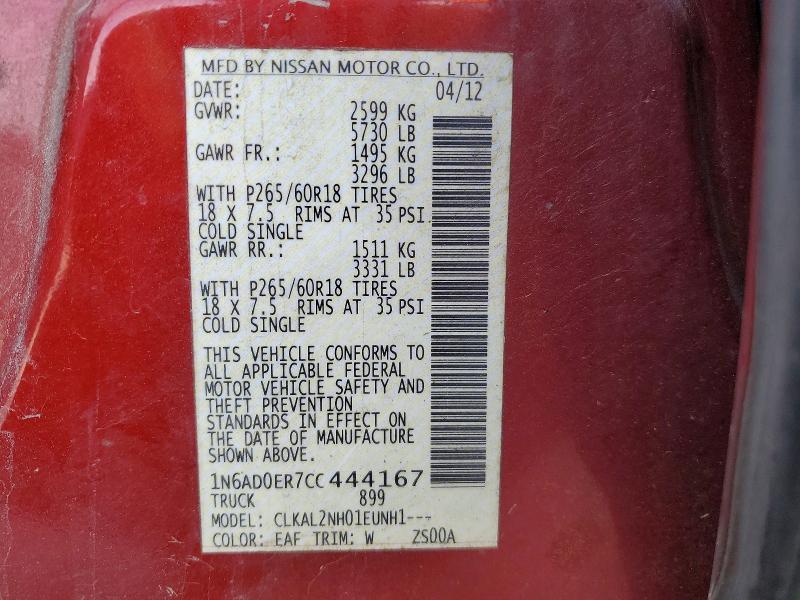 MFD BY NISSAN MOTOR CO., LTD.
DATE: 04/12
GVWR: 2599 KG
5730 LB
GAWR FR.: 1495 KG
3296 LB
WITH P265/60R18 TIRES
18 X 7.5 RIMS AT 35 PSI
COLD SINGLE
GAWR RR.: 1511 KG
3331 LB
WITH P265/60R18 TIRES
18 X 7.5 RIMS AT 35 PSI
COLD SINGLE
THIS VEHICLE CONFORMS TO
ALL APPLICABLE FEDERAL
MOTOR VEHICLE SAFETY AND
THEFT PREVENTION
STANDARDS IN EFFECT ON
THE DATE OF MANUFACTURE
SHOWN ABOVE.
1N6AD0ER7CC444167
TRUCK 899
MODEL: CLKAL2NH01EUNH1---
COLOR: EAF TRIM: W ZS00A